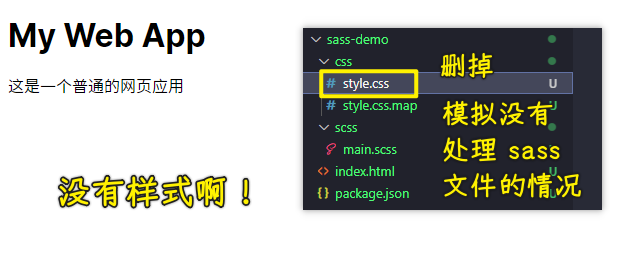 My Web App
这是一个普通的网页应用
没有样式啊！
sass-demo
css
style.css U
style.css.map U
scss
main.scss
index.html U
package.json U
删掉
模拟没有
处理 sass
文件的情况